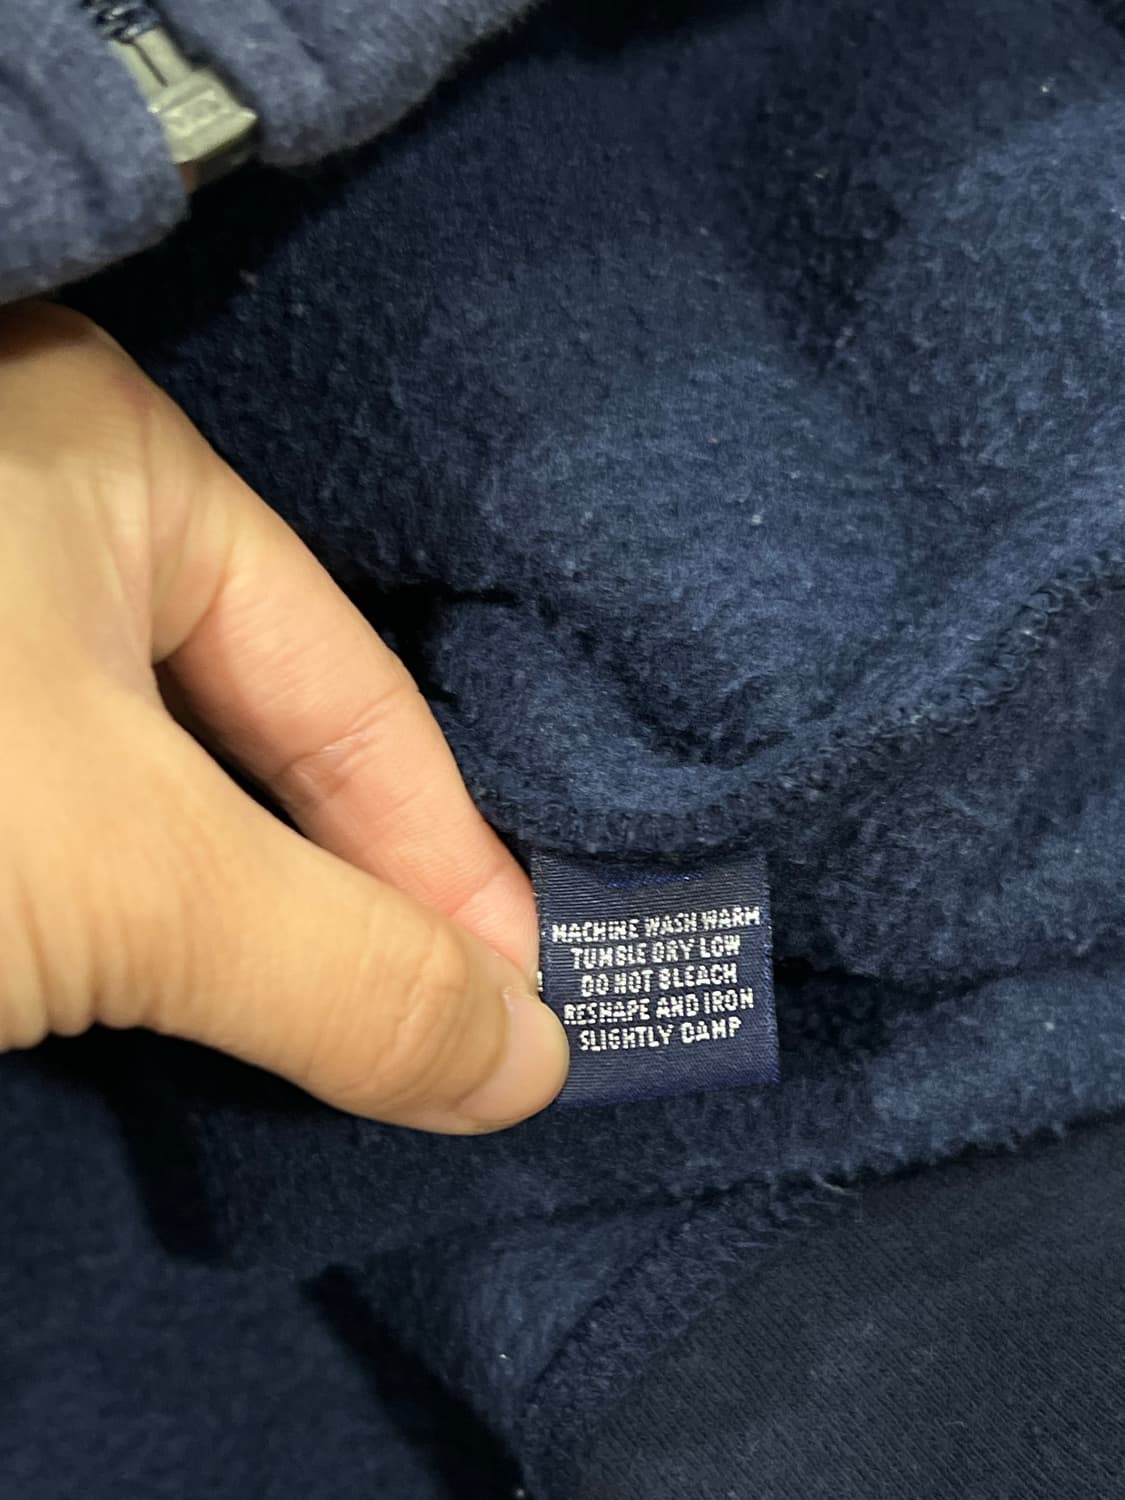 MACHINE WASH WARM
TUMBLE DRY LOW
DO NOT BLEACH
RESHAPE AND IRON
SLIGHTLY DAMP